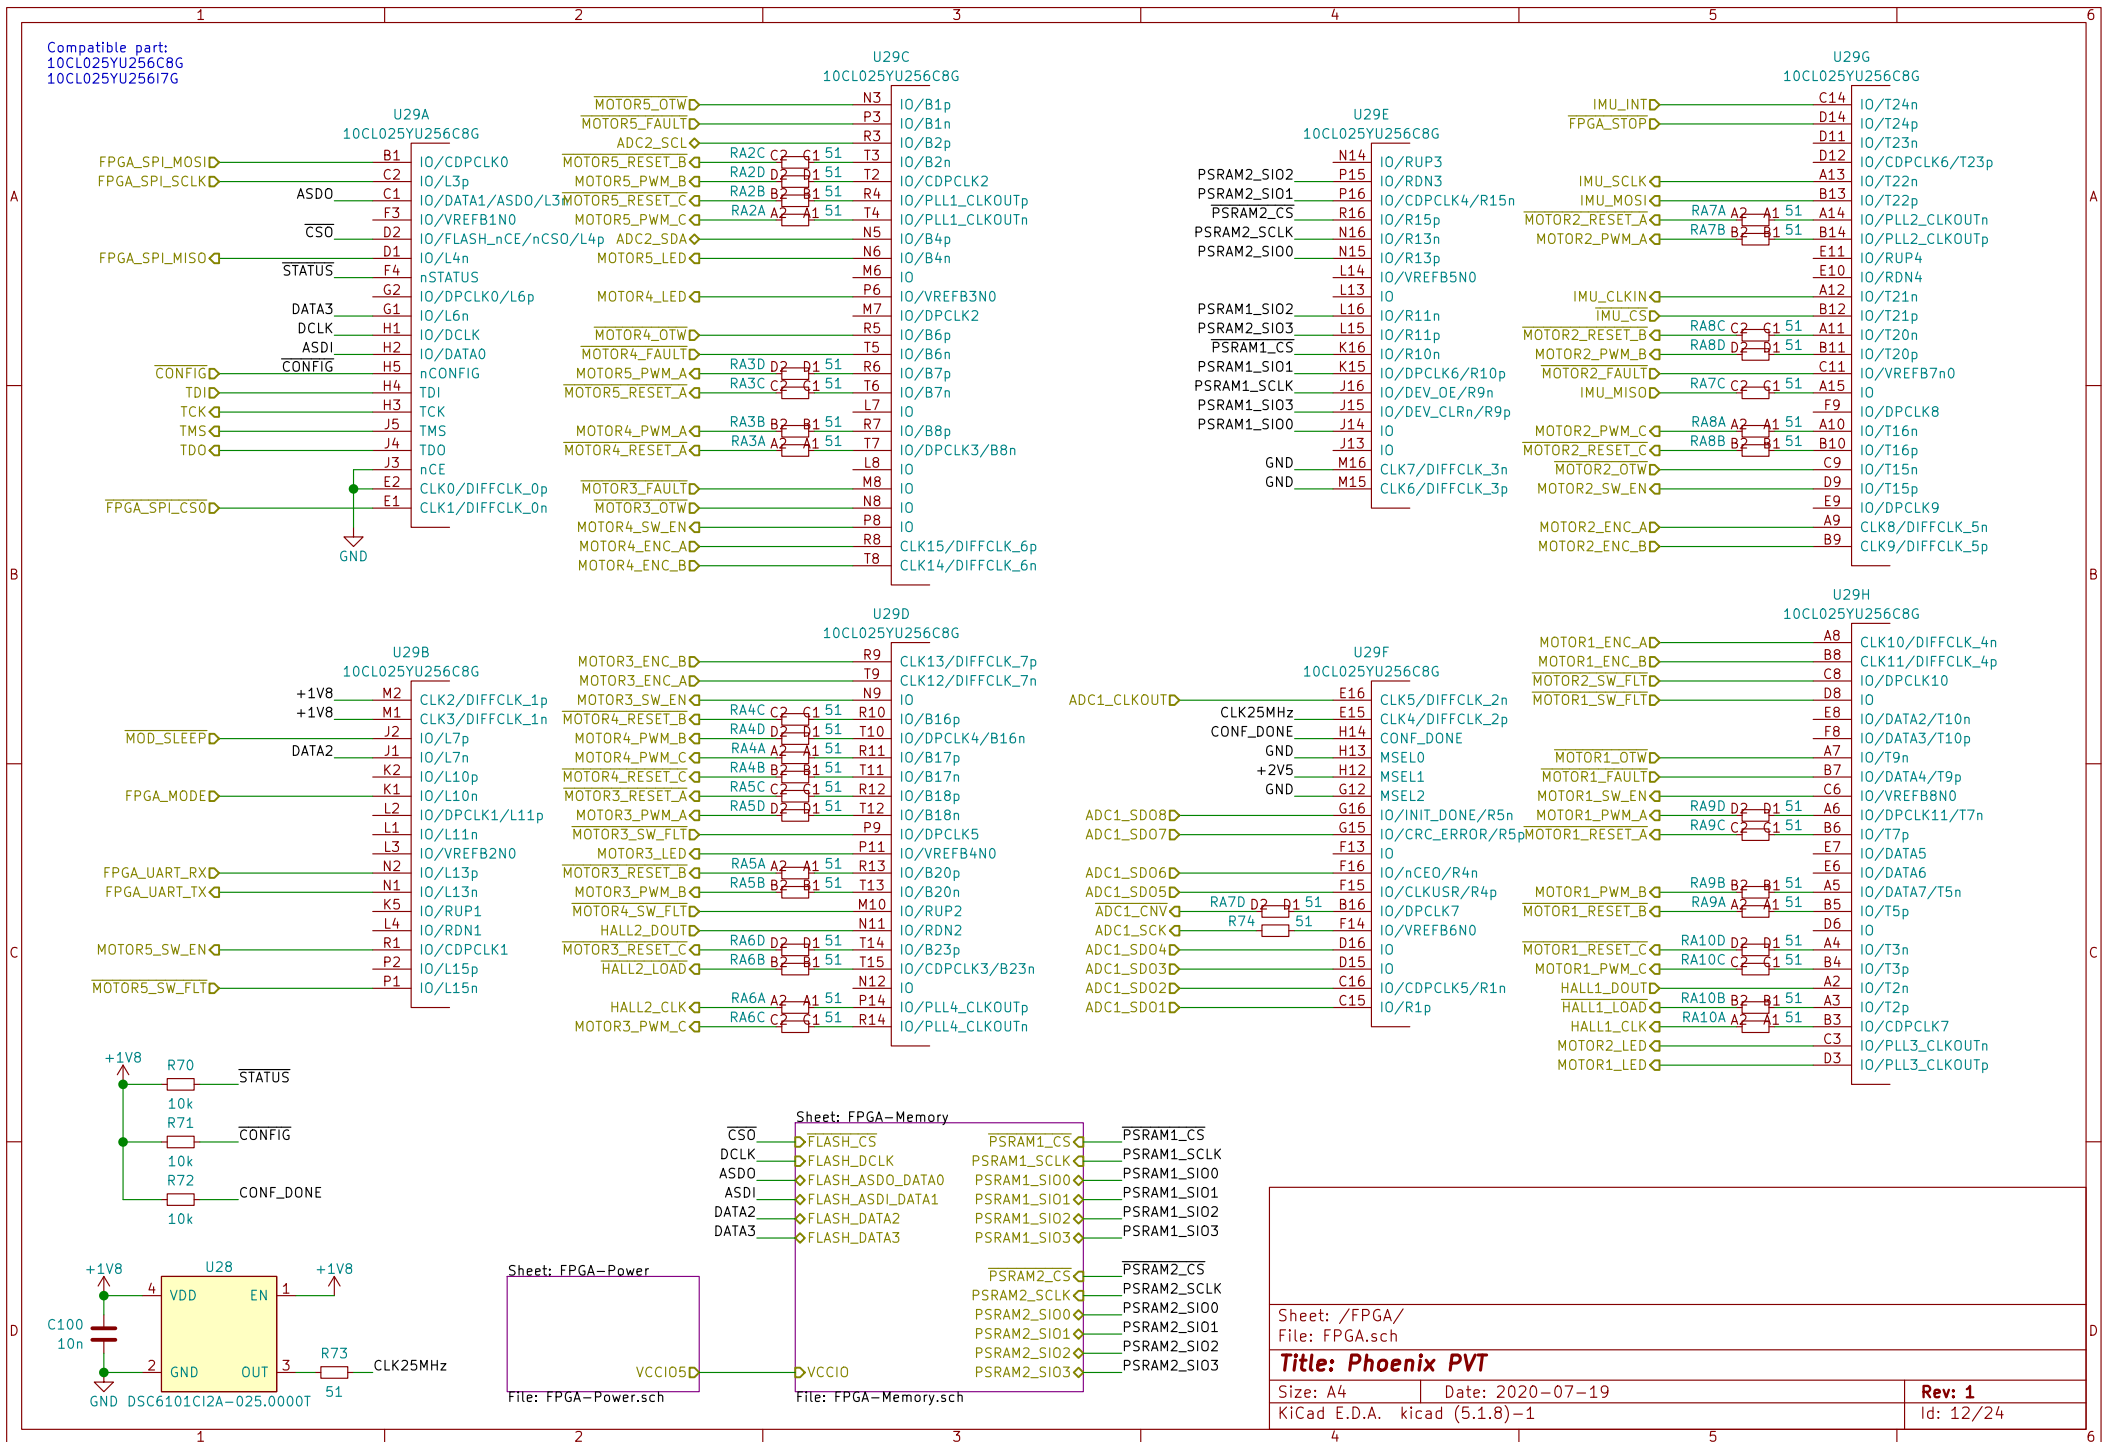 1 2 3 4 5 6
A
B
C
D
Compatible part:
10CL025YU256C8G
10CL025YU256I7G
U29A
10CL025YU256C8G
FPGA_SPI_MOSI B1 IO/CDPCLK0
FPGA_SPI_SCLK C2 IO/L3p
ASDO C1 IO/DATA1/ASDO/L3n
F3 IO/VREFB1N0
CSO D2 IO/FLASH_nCE/nCSO/L4p
FPGA_SPI_MISO D1 IO/L4n
STATUS F4 nSTATUS
G2 IO/DPCLK0/L6p
DATA3 G1 IO/L6n
DCLK H1 IO/DCLK
ASDI H2 IO/DATA0
CONFIG CONFIG H5 nCONFIG
TDI H4 TDI
TCK H3 TCK
TMS J5 TMS
TDO J4 TDO
J3 nCE
E2 CLK0/DIFFCLK_0p
FPGA_SPI_CS0 E1 CLK1/DIFFCLK_0n
GND
U29B
10CL025YU256C8G
+1V8 M2 CLK2/DIFFCLK_1p
+1V8 M1 CLK3/DIFFCLK_1n
MOD_SLEEP J2 IO/L7p
DATA2 J1 IO/L7n
K2 IO/L10p
FPGA_MODE K1 IO/L10n
L2 IO/DPCLK1/L11p
L1 IO/L11n
L3 IO/VREFB2N0
FPGA_UART_RX N2 IO/L13p
FPGA_UART_TX N1 IO/L13n
K5 IO/RUP1
L4 IO/RDN1
MOTOR5_SW_EN R1 IO/CDPCLK1
P2 IO/L15p
MOTOR5_SW_FLT P1 IO/L15n
U29C
10CL025YU256C8G
MOTOR5_OTW N3 IO/B1p
MOTOR5_FAULT P3 IO/B1n
ADC2_SCL R3 IO/B2p
MOTOR5_RESET_B RA2C C2 C1 51 T3 IO/B2n
MOTOR5_PWM_B RA2D D2 D1 51 T2 IO/CDPCLK2
MOTOR5_RESET_C RA2B B2 B1 51 R4 IO/PLL1_CLKOUTp
MOTOR5_PWM_C RA2A A2 A1 51 T4 IO/PLL1_CLKOUTn
ADC2_SDA N5 IO/B4p
MOTOR5_LED N6 IO/B4n
M6 IO
MOTOR4_LED P6 IO/VREFB3N0
M7 IO/DPCLK2
MOTOR4_OTW R5 IO/B6p
MOTOR4_FAULT T5 IO/B6n
MOTOR5_PWM_A RA3D D2 D1 51 R6 IO/B7p
MOTOR5_RESET_A RA3C C2 C1 51 T6 IO/B7n
L7 IO
MOTOR4_PWM_A RA3B B2 B1 51 R7 IO/B8p
MOTOR4_RESET_A RA3A A2 A1 51 T7 IO/DPCLK3/B8n
L8 IO
MOTOR3_FAULT M8 IO
MOTOR3_OTW N8 IO
MOTOR4_SW_EN P8 IO
MOTOR4_ENC_A R8 CLK15/DIFFCLK_6p
MOTOR4_ENC_B T8 CLK14/DIFFCLK_6n
U29D
10CL025YU256C8G
MOTOR3_ENC_B R9 CLK13/DIFFCLK_7p
MOTOR3_ENC_A T9 CLK12/DIFFCLK_7n
MOTOR3_SW_EN N9 IO
MOTOR4_RESET_B RA4C C2 C1 51 R10 IO/B16p
MOTOR4_PWM_B RA4D D2 D1 51 T10 IO/DPCLK4/B16n
MOTOR4_PWM_C RA4A A2 A1 51 R11 IO/B17p
MOTOR4_RESET_C RA4B B2 B1 51 T11 IO/B17n
MOTOR3_RESET_A RA5C C2 C1 51 R12 IO/B18p
MOTOR3_PWM_A RA5D D2 D1 51 T12 IO/B18n
MOTOR3_SW_FLT P9 IO/DPCLK5
MOTOR3_LED P11 IO/VREFB4N0
MOTOR3_RESET_B RA5A A2 A1 51 R13 IO/B20p
MOTOR3_PWM_B RA5B B2 B1 51 T13 IO/B20n
MOTOR4_SW_FLT M10 IO/RUP2
HALL2_DOUT N11 IO/RDN2
MOTOR3_RESET_C RA6D D2 D1 51 T14 IO/B23p
HALL2_LOAD RA6B B2 B1 51 T15 IO/CDPCLK3/B23n
N12 IO
HALL2_CLK RA6A A2 A1 51 P14 IO/PLL4_CLKOUTp
MOTOR3_PWM_C RA6C C2 C1 51 R14 IO/PLL4_CLKOUTn
U29E
10CL025YU256C8G
N14 IO/RUP3
PSRAM2_SIO2 P15 IO/RDN3
PSRAM2_SIO1 P16 IO/CDPCLK4/R15n
PSRAM2_CS R16 IO/R15p
PSRAM2_SCLK N16 IO/R13n
PSRAM2_SIO0 N15 IO/R13p
L14 IO/VREFB5N0
L13 IO
PSRAM1_SIO2 L16 IO/R11n
PSRAM2_SIO3 L15 IO/R11p
PSRAM1_CS K16 IO/R10n
PSRAM1_SIO1 K15 IO/DPCLK6/R10p
PSRAM1_SCLK J16 IO/DEV_OE/R9n
PSRAM1_SIO3 J15 IO/DEV_CLRn/R9p
PSRAM1_SIO0 J14 IO
J13 IO
GND M16 CLK7/DIFFCLK_3n
GND M15 CLK6/DIFFCLK_3p
U29F
10CL025YU256C8G
ADC1_CLKOUT E16 CLK5/DIFFCLK_2n
CLK25MHz E15 CLK4/DIFFCLK_2p
CONF_DONE H14 CONF_DONE
GND H13 MSEL0
+2V5 H12 MSEL1
GND G12 MSEL2
ADC1_SDO8 G16 IO/INIT_DONE/R5n
ADC1_SDO7 G15 IO/CRC_ERROR/R5p
F13 IO
ADC1_SDO6 F16 IO/nCEO/R4n
ADC1_SDO5 F15 IO/CLKUSR/R4p
ADC1_CNV RA7D D2 D1 51 B16 IO/DPCLK7
ADC1_SCK R74 51 F14 IO/VREFB6N0
ADC1_SDO4 D16 IO
ADC1_SDO3 D15 IO
ADC1_SDO2 C16 IO/CDPCLK5/R1n
ADC1_SDO1 C15 IO/R1p
U29G
10CL025YU256C8G
IMU_INT C14 IO/T24n
FPGA_STOP D14 IO/T24p
D11 IO/T23n
D12 IO/CDPCLK6/T23p
IMU_SCLK A13 IO/T22n
IMU_MOSI B13 IO/T22p
MOTOR2_RESET_A RA7A A2 A1 51 A14 IO/PLL2_CLKOUTn
MOTOR2_PWM_A RA7B B2 B1 51 B14 IO/PLL2_CLKOUTp
E11 IO/RUP4
E10 IO/RDN4
IMU_CLKIN A12 IO/T21n
IMU_CS B12 IO/T21p
MOTOR2_RESET_B RA8C C2 C1 51 A11 IO/T20n
MOTOR2_PWM_B RA8D D2 D1 51 B11 IO/T20p
MOTOR2_FAULT C11 IO/VREFB7n0
IMU_MISO RA7C C2 C1 51 A15 IO
F9 IO/DPCLK8
MOTOR2_PWM_C RA8A A2 A1 51 A10 IO/T16n
MOTOR2_RESET_C RA8B B2 B1 51 B10 IO/T16p
MOTOR2_OTW C9 IO/T15n
MOTOR2_SW_EN D9 IO/T15p
E9 IO/DPCLK9
MOTOR2_ENC_A A9 CLK8/DIFFCLK_5n
MOTOR2_ENC_B B9 CLK9/DIFFCLK_5p
U29H
10CL025YU256C8G
MOTOR1_ENC_A A8 CLK10/DIFFCLK_4n
MOTOR1_ENC_B B8 CLK11/DIFFCLK_4p
MOTOR2_SW_FLT C8 IO/DPCLK10
MOTOR1_SW_FLT D8 IO
E8 IO/DATA2/T10n
F8 IO/DATA3/T10p
MOTOR1_OTW A7 IO/T9n
MOTOR1_FAULT B7 IO/DATA4/T9p
MOTOR1_SW_EN C6 IO/VREFB8N0
MOTOR1_PWM_A RA9D D2 D1 51 A6 IO/DPCLK11/T7n
MOTOR1_RESET_A RA9C C2 C1 51 B6 IO/T7p
E7 IO/DATA5
E6 IO/DATA6
MOTOR1_PWM_B RA9B B2 B1 51 A5 IO/DATA7/T5n
MOTOR1_RESET_B RA9A A2 A1 51 B5 IO/T5p
D6 IO
MOTOR1_RESET_C RA10D D2 D1 51 A4 IO/T3n
MOTOR1_PWM_C RA10C C2 C1 51 B4 IO/T3p
HALL1_DOUT A2 IO/T2n
HALL1_LOAD RA10B B2 B1 51 A3 IO/T2p
HALL1_CLK RA10A A2 A1 51 B3 IO/CDPCLK7
MOTOR2_LED C3 IO/PLL3_CLKOUTn
MOTOR1_LED D3 IO/PLL3_CLKOUTp
+1V8
R70 STATUS
10k
R71 CONFIG
10k
R72 CONF_DONE
10k
+1V8 U28 +1V8
4 VDD EN 1
C100
10n
2 GND OUT 3 R73 CLK25MHz
51
GND DSC6101CI2A-025.0000T
Sheet: FPGA-Power
VCCIO5
File: FPGA-Power.sch
Sheet: FPGA-Memory
CSO FLASH_CS PSRAM1_CS PSRAM1_CS
DCLK FLASH_DCLK PSRAM1_SCLK PSRAM1_SCLK
ASDO FLASH_ASDO_DATA0 PSRAM1_SIO0 PSRAM1_SIO0
ASDI FLASH_ASDI_DATA1 PSRAM1_SIO1 PSRAM1_SIO1
DATA2 FLASH_DATA2 PSRAM1_SIO2 PSRAM1_SIO2
DATA3 FLASH_DATA3 PSRAM1_SIO3 PSRAM1_SIO3
PSRAM2_CS PSRAM2_CS
PSRAM2_SCLK PSRAM2_SCLK
PSRAM2_SIO0 PSRAM2_SIO0
PSRAM2_SIO1 PSRAM2_SIO1
PSRAM2_SIO2 PSRAM2_SIO2
VCCIO PSRAM2_SIO3 PSRAM2_SIO3
File: FPGA-Memory.sch
Sheet: /FPGA/
File: FPGA.sch
Title: Phoenix PVT
Size: A4 Date: 2020-07-19 Rev: 1
KiCad E.D.A. kicad (5.1.8)-1 Id: 12/24
A
B
C
D
1 2 3 4 5 6